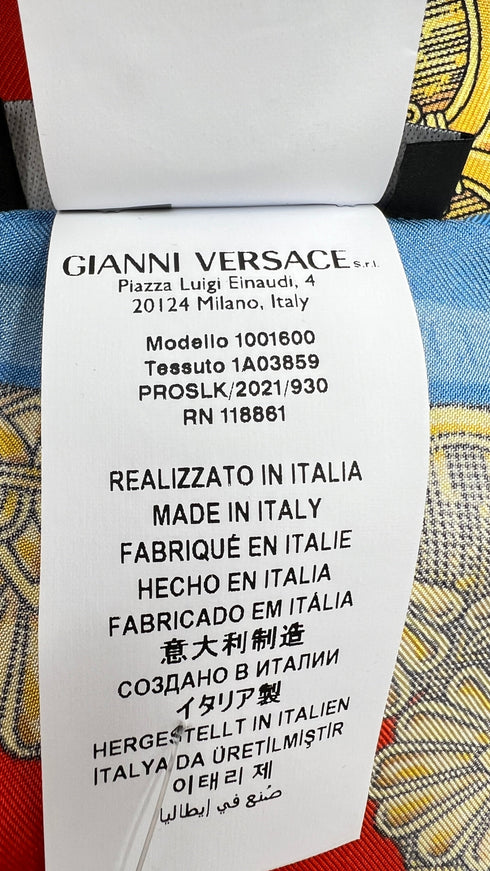 GIANNI VERSACE s.r.l.
Piazza Luigi Einaudi, 4
20124 Milano, Italy
Modello 1001600
Tessuto 1A03859
PROSLK/2021/930
RN 118861
REALIZZATO IN ITALIA
MADE IN ITALY
FABRIQUÉ EN ITALIE
HECHO EN ITALIA
FABRICADO EM ITÁLIA
意大利制造
СОЗДАНО В ИТАЛИИ
イタリア製
HERGESTELLT IN ITALIEN
İTALYA DA ÜRETİLMİŞTİR
이태리 제
صُنع في إيطاليا